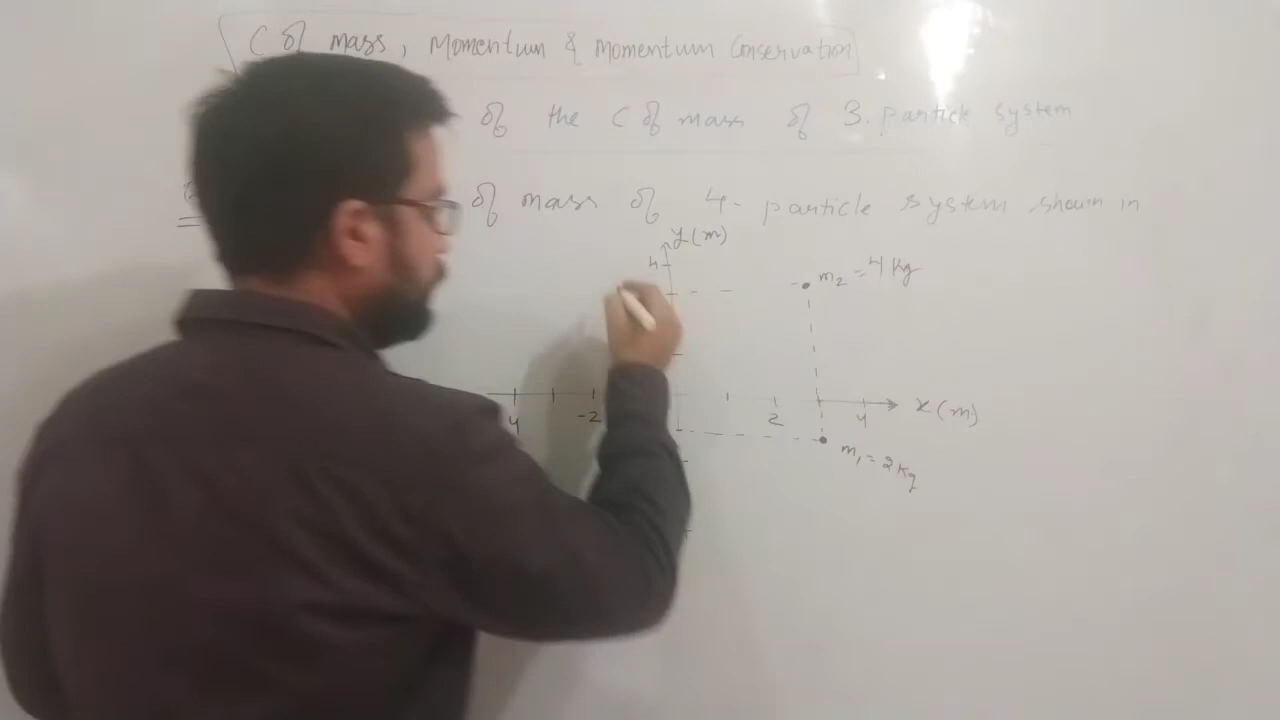 C of mass, Momentum & Momentum Conservation
of the C of mass of 3. particle system
of mass of 4- particle system shown in
y(m)
4
m₂ = 4 Kg
4 -2 2 4 x(m)
m₁ = 2 Kg